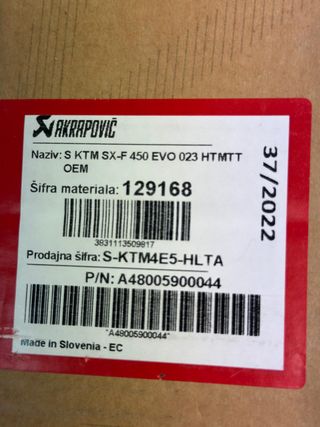 AKRAPOVIČ
Naziv: S KTM SX-F 450 EVO 023 HTMTT
OEM
Šifra materiala: 129168
3831113509817
Prodajna šifra: S-KTM4E5-HLTA
P/N: A48005900044
"A48005900044"
Made in Slovenia - EC
37/2022